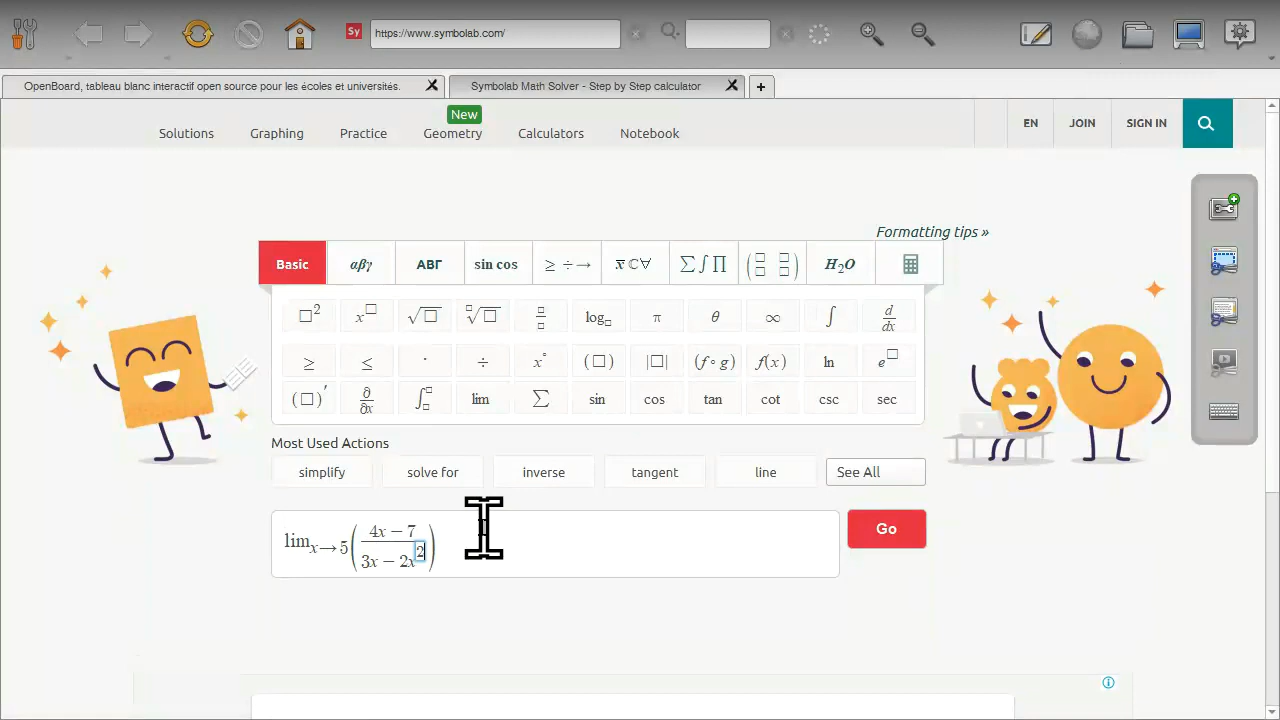 Sy https://www.symbolab.com/
OpenBoard, tableau blanc interactif open source pour les écoles et universités.
Symbolab Math Solver - Step by Step calculator
New
Solutions Graphing Practice Geometry Calculators Notebook
EN JOIN SIGN IN
Formatting tips »
Basic αβγ ΑΒΓ sin cos ≥ ÷ → x̅ ℂ ∀ ∑ ∫ ∏ (□ □ □ □) H₂O
□² x^□ √□ ^□√□ □/□ log_□ π θ ∞ ∫ d/dx
≥ ≤ · ÷ x° (□) |□| (f∘g) f(x) ln e^□
(□)′ ∂/∂x ∫_□^□ lim ∑ sin cos tan cot csc sec
Most Used Actions
simplify solve for inverse tangent line See All
lim x→5 ((4x − 7)/(3x − 2x²))
Go